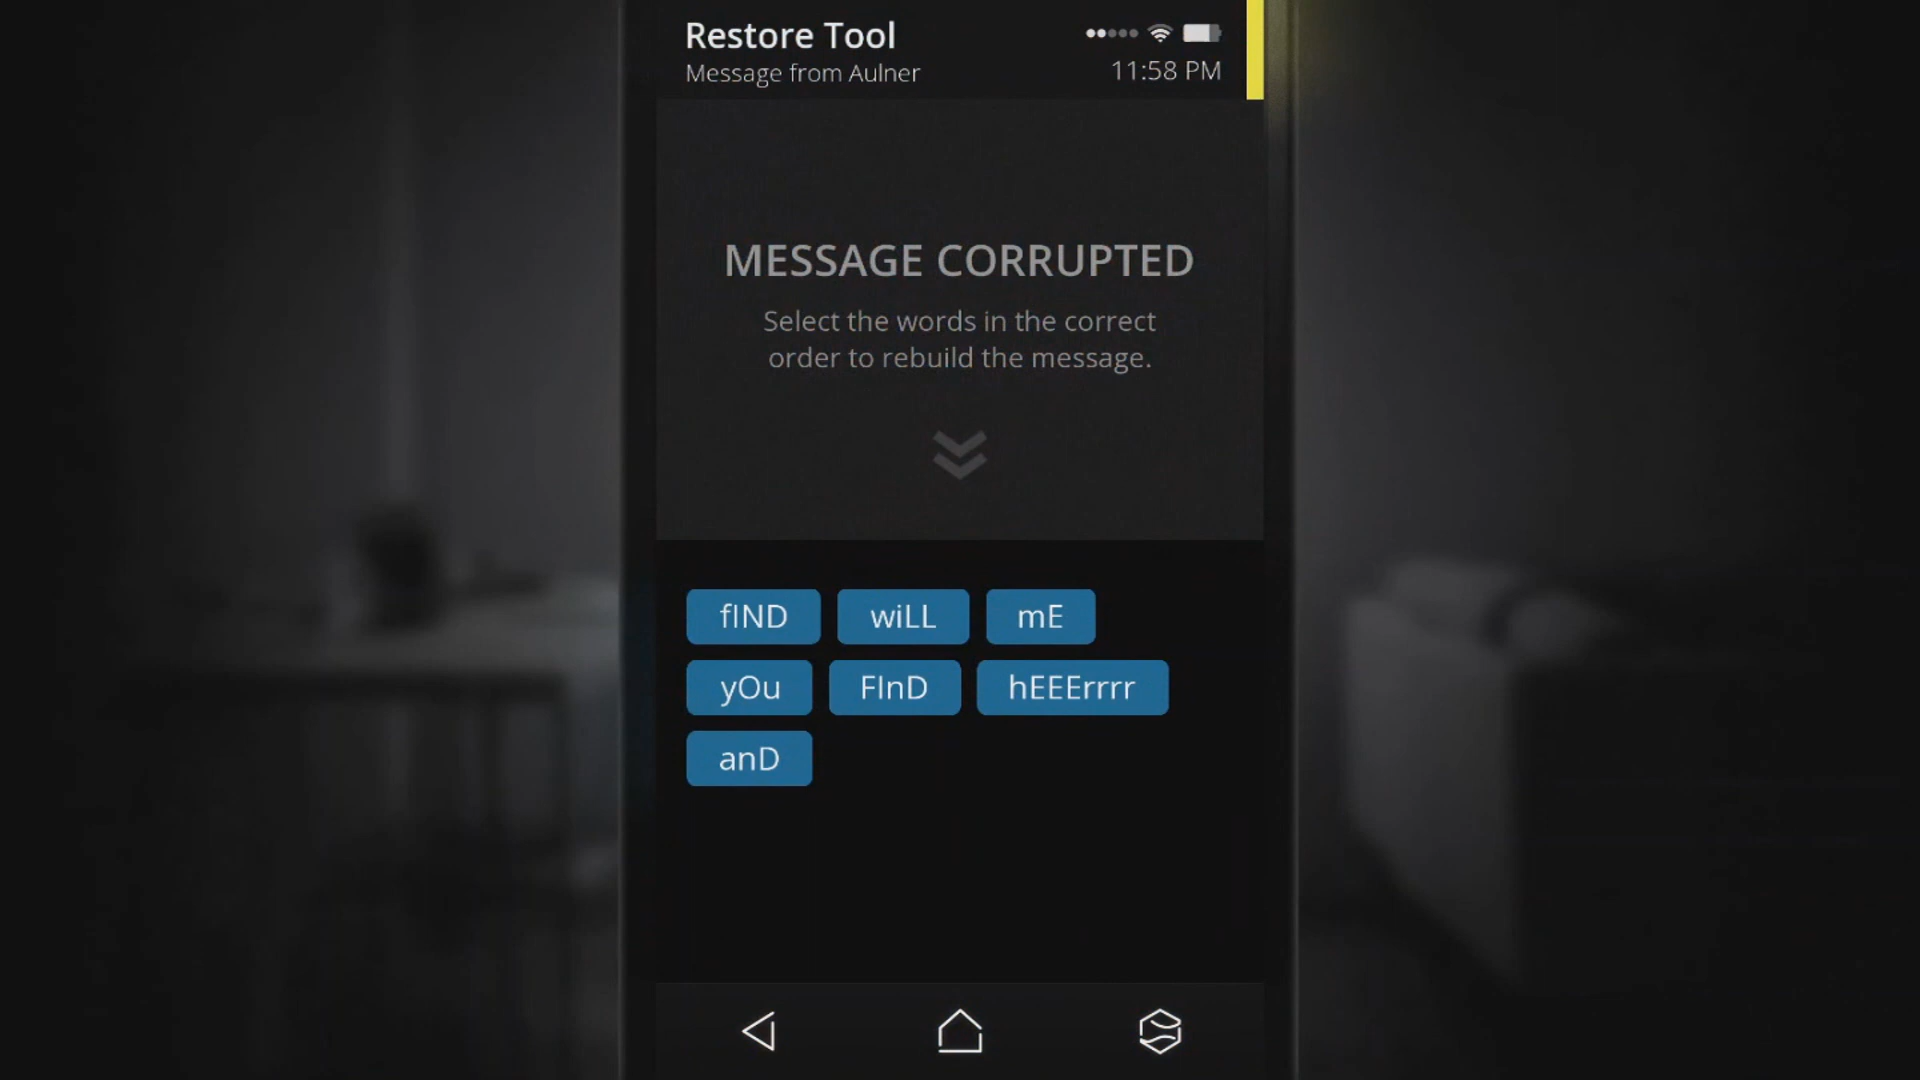 Restore Tool
Message from Aulner
11:58 PM
MESSAGE CORRUPTED
Select the words in the correct
order to rebuild the message.
fIND wiLL mE
yOu FInD hEEErrrr
anD